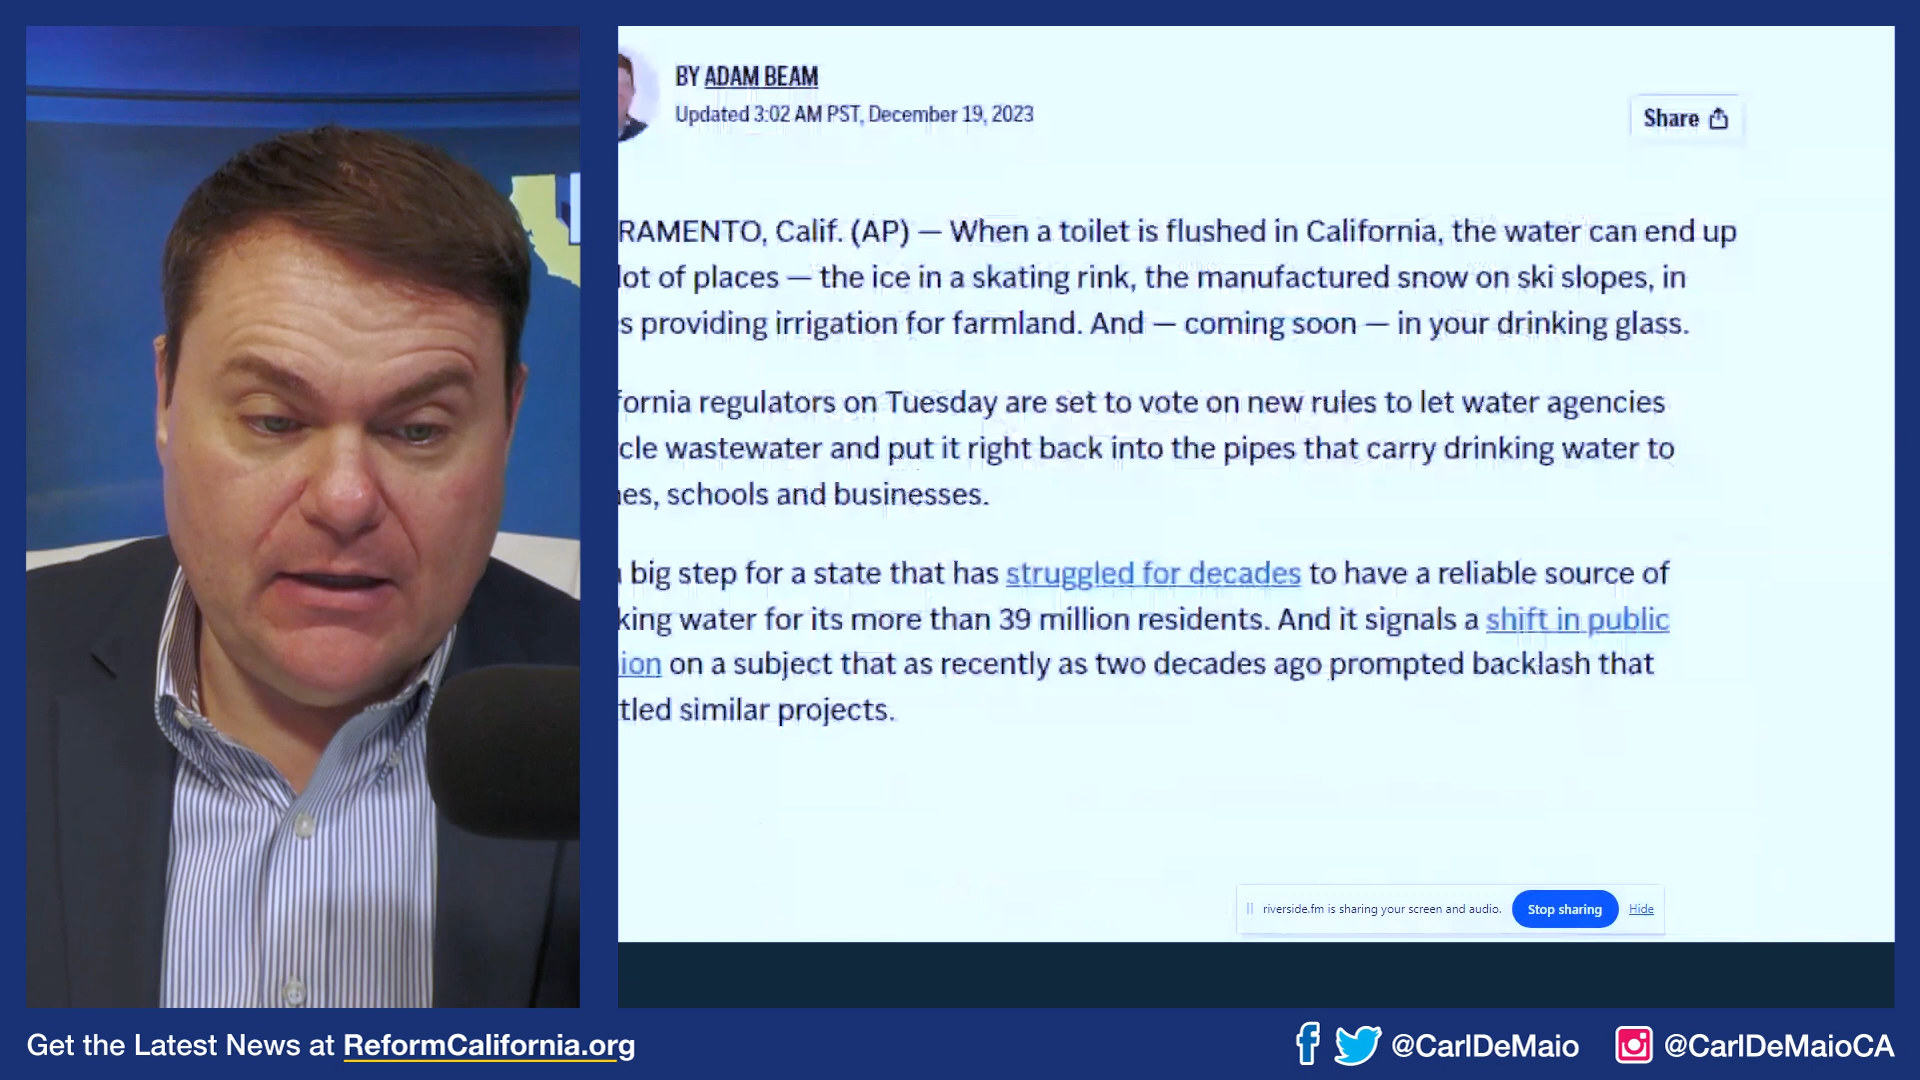 BY ADAM BEAM
Updated 3:02 AM PST, December 19, 2023
Share
RAMENTO, Calif. (AP) — When a toilet is flushed in California, the water can end up
lot of places — the ice in a skating rink, the manufactured snow on ski slopes, in
s providing irrigation for farmland. And — coming soon — in your drinking glass.
fornia regulators on Tuesday are set to vote on new rules to let water agencies
cle wastewater and put it right back into the pipes that carry drinking water to
es, schools and businesses.
big step for a state that has struggled for decades to have a reliable source of
king water for its more than 39 million residents. And it signals a shift in public
ion on a subject that as recently as two decades ago prompted backlash that
tled similar projects.
riverside.fm is sharing your screen and audio.
Stop sharing
Hide
Get the Latest News at ReformCalifornia.org
@CarlDeMaio
@CarlDeMaioCA